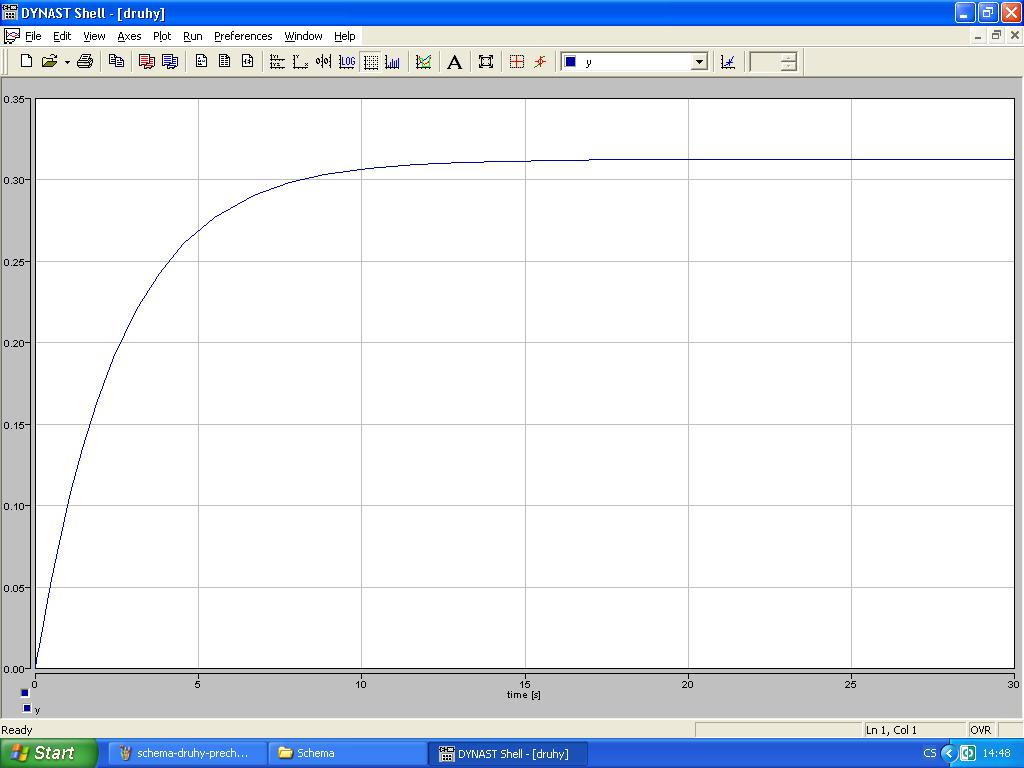 DYNAST Shell - [druhy]
File Edit View Axes Plot Run Preferences Window Help
LOG A y
0.35
0.30
0.25
0.20
0.15
0.10
0.05
0.00
0 5 10 15 20 25 30
time [s]
y
Ready Ln 1, Col 1 OVR
Start schema-druhy-prech... Schema DYNAST Shell - [druhy] CS 14:48